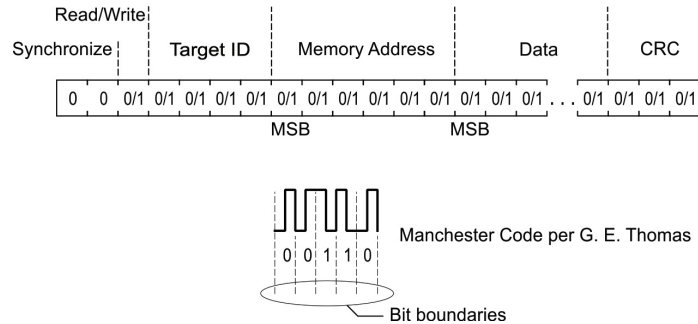 Read/Write
Synchronize Target ID Memory Address Data CRC
0 0 0/1 0/1 0/1 0/1 0/1 0/1 0/1 0/1 0/1 0/1 0/1 0/1 0/1 0/1 ... 0/1 0/1 0/1 0/1
MSB MSB
Manchester Code per G. E. Thomas
0 0 1 1 0
Bit boundaries